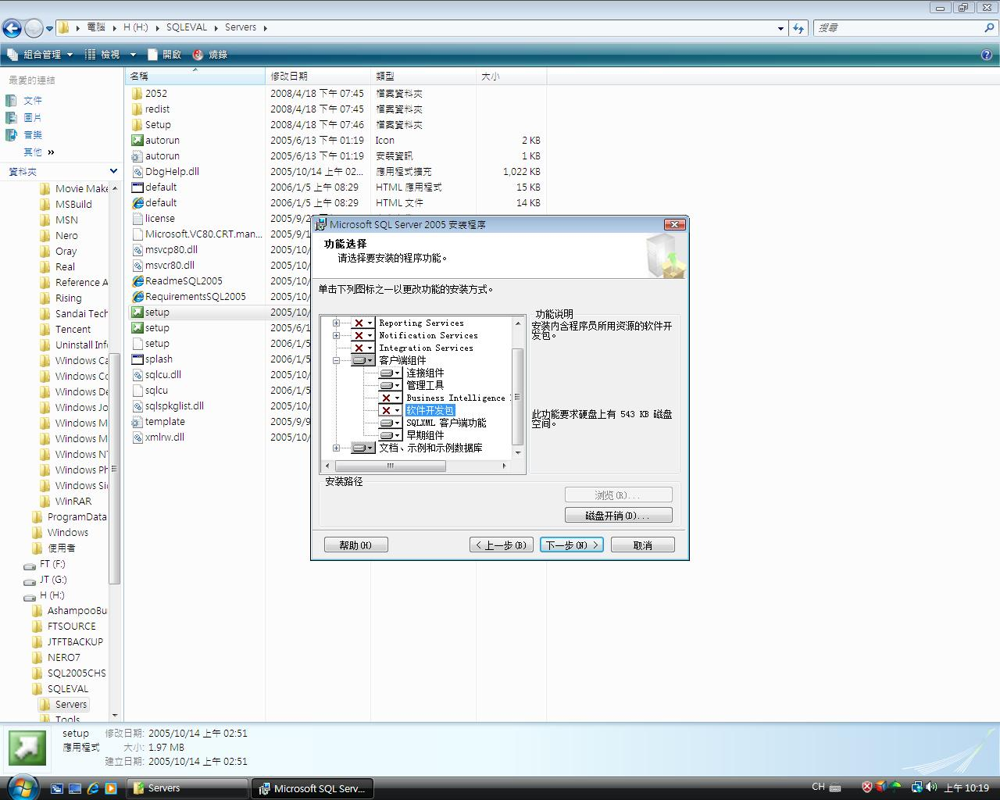 電腦 H (H:) SQLEVAL Servers
搜尋
組合管理 檢視 開啟 燒錄
最愛的連結
文件
圖片
音樂
其他 »
資料夾
Movie Make
MSBuild
MSN
Nero
Oray
Real
Reference A
Rising
Sandai Tech
Tencent
Uninstall Inf
Windows Ca
Windows Co
Windows De
Windows Jo
Windows M
Windows M
Windows NT
Windows Ph
Windows Si
WinRAR
ProgramData
Windows
使用者
FT (F:)
JT (G:)
H (H:)
AshampooBu
FTSOURCE
JTFTBACKUP
NERO7
SQL2005CHS
SQLEVAL
Servers
Tools
名稱 修改日期 類型 大小
2052 2008/4/18 下午 07:45 檔案資料夾
redist 2008/4/18 下午 07:45 檔案資料夾
Setup 2008/4/18 下午 07:46 檔案資料夾
autorun 2005/6/13 下午 01:19 Icon 2 KB
autorun 2005/6/13 下午 01:19 安裝資訊 1 KB
DbgHelp.dll 2005/10/14 上午 02... 應用程式擴充 1,022 KB
default 2006/1/5 上午 08:29 HTML 應用程式 15 KB
default 2006/1/5 上午 08:29 HTML 文件 14 KB
license 2005/9/2
Microsoft.VC80.CRT.man... 2005/9/1
msvcp80.dll 2005/10/
msvcr80.dll 2005/10/
ReadmeSQL2005 2005/10/
RequirementsSQL2005 2005/10/
setup 2005/10/
setup 2005/6/1
setup 2006/1/5
splash 2006/1/5
sqlcu.dll 2005/10/
sqlcu 2006/1/5
sqlspkglist.dll 2005/10/
template 2005/9/9
xmlrw.dll 2005/10/
Microsoft SQL Server 2005 安裝程序
功能选择
请选择要安装的程序功能。
单击下列图标之一以更改功能的安装方式。
Reporting Services
Notification Services
Integration Services
客户端组件
连接组件
管理工具
Business Intelligence
软件开发包
SQLXML 客户端功能
早期组件
文档、示例和示例数据库
功能说明
安装内含程序员所用资源的软件开
发包。
此功能要求硬盘上有 543 KB 磁盘
空间。
安装路径
浏览(R)...
磁盘开销(D)...
帮助(H) < 上一步(B) 下一步(N) > 取消
setup 修改日期: 2005/10/14 上午 02:51
應用程式 大小: 1.97 MB
建立日期: 2005/10/14 上午 02:51
Servers Microsoft SQL Serv... CH 上午 10:19